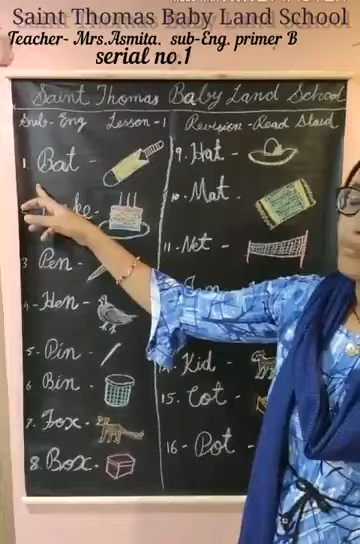 Saint Thomas Baby Land School
Teacher- Mrs.Asmita. sub-Eng. primer B
serial no.1
Saint Thomas Baby Land School
Sub- Eng Lesson-1 Revision-Read Aloud
1. Bat -
ke-
3 Pen -
4- Hen -
5- Pin -
6 Bin -
7. Fox -
8. Box -
9. Hat -
10. Mat -
11- Net -
Kid -
15. Cot -
16- Pot -